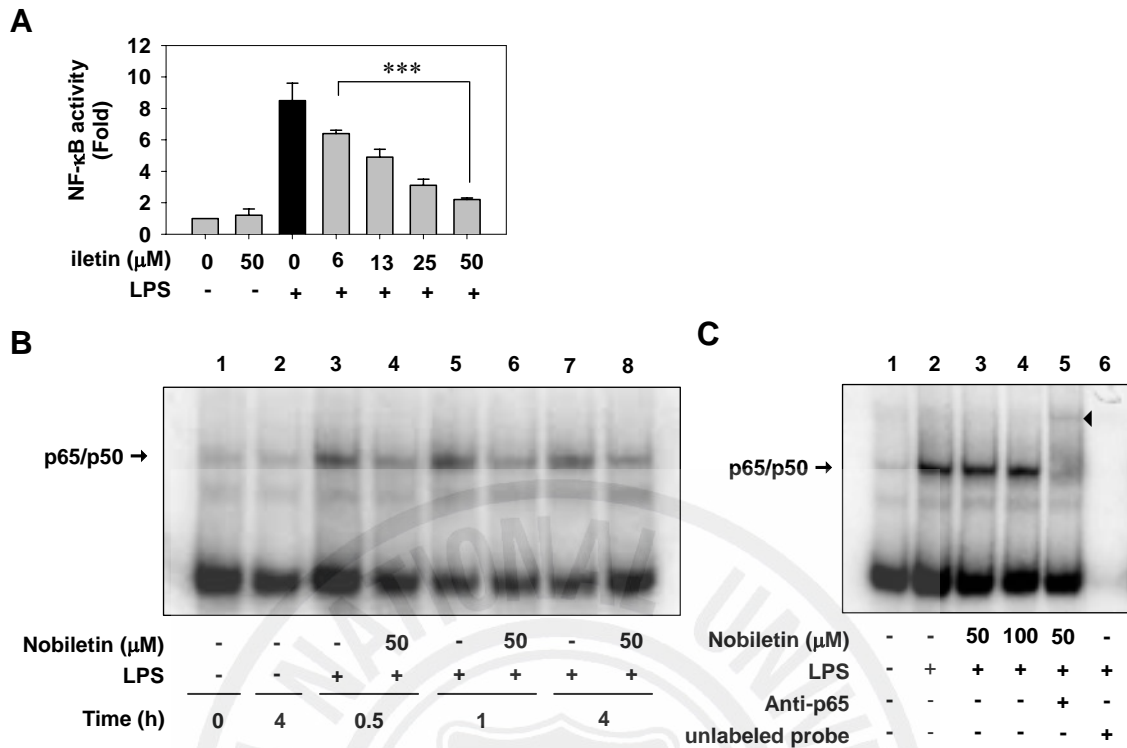 A
12
10
8
6
4
2
0
NF-κB activity
(Fold)
***
iletin (μM) 0 50 0 6 13 25 50
LPS - - + + + + +
B
1 2 3 4 5 6 7 8
p65/p50 →
Nobiletin (μM) - - - 50 - 50 - 50
LPS - - + + + + + +
Time (h) 0 4 0.5 1 4
C
1 2 3 4 5 6
p65/p50 →
Nobiletin (μM) - - 50 100 50 -
LPS - + + + + +
Anti-p65 - - - - + -
unlabeled probe - - - - - +
NATIONAL UNIV